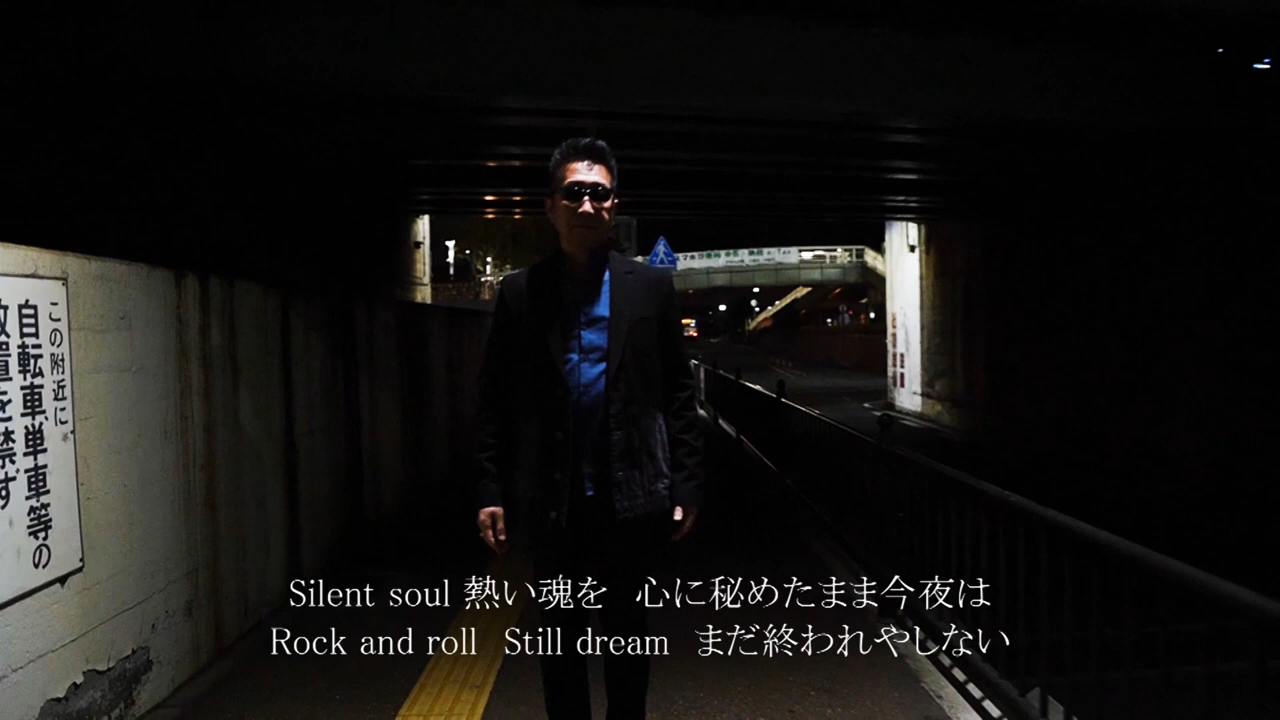 この附近に
自転車､単車等の
放置を禁ず
Silent soul 熱い魂を　心に秘めたまま今夜は
Rock and roll　Still dream　まだ終われやしない